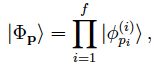 |Φ_𝐩⟩ = ∏_{i=1}^{f} |ϕ_{p_i}^{(i)}⟩ ,